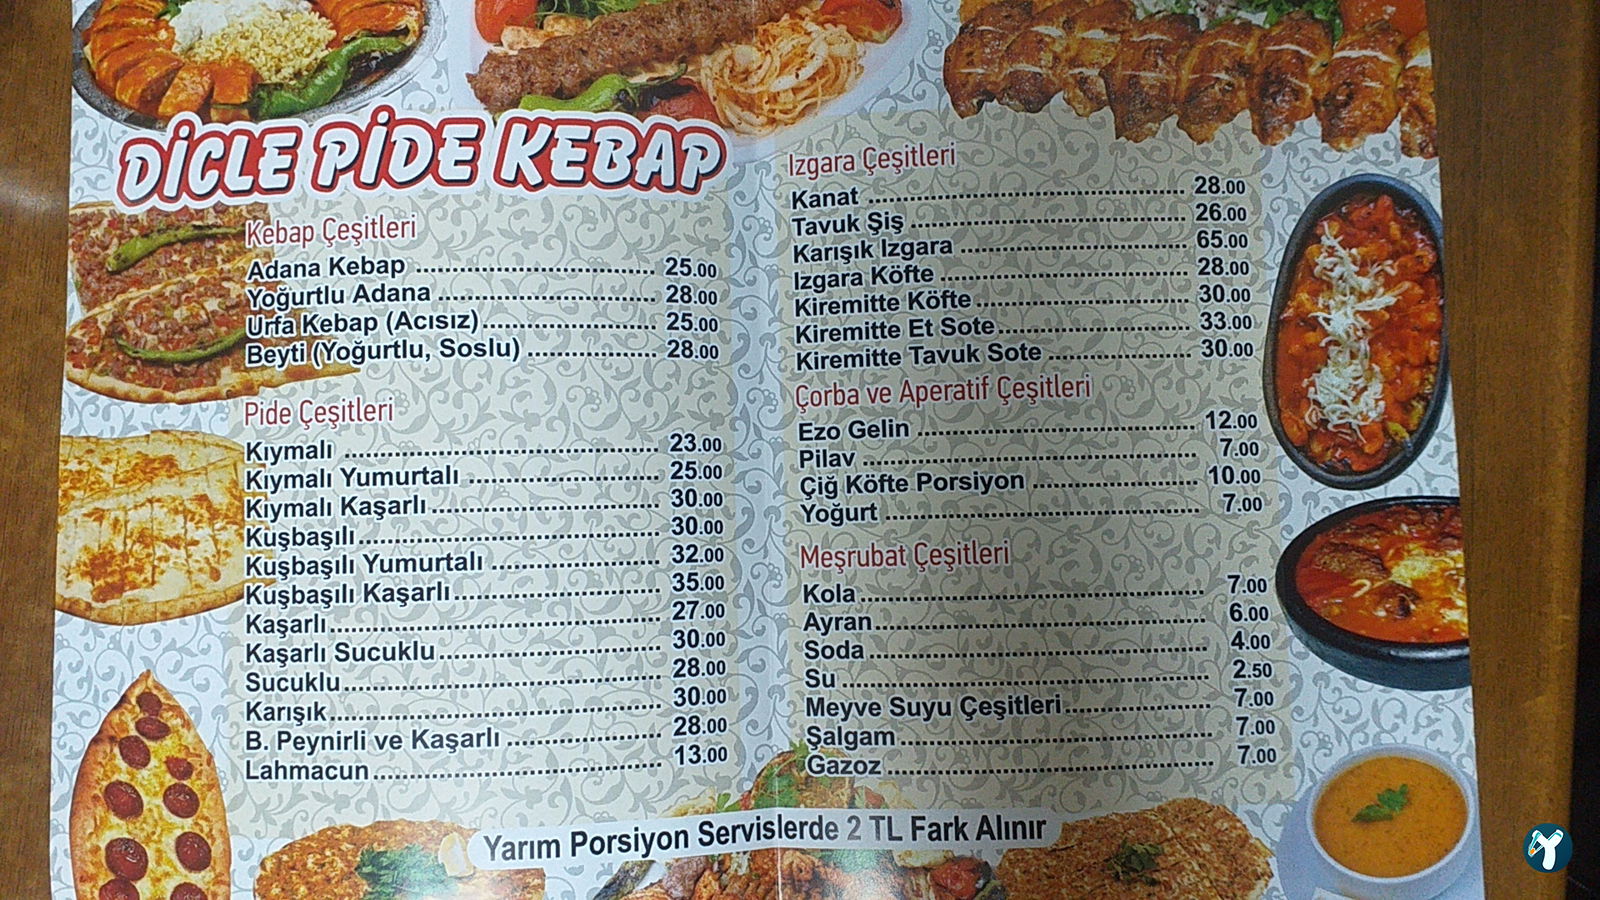 DİCLE PİDE KEBAP
Kebap Çeşitleri
Adana Kebap 25.00
Yoğurtlu Adana 28.00
Urfa Kebap (Acısız) 25.00
Beyti (Yoğurtlu, Soslu) 28.00
Pide Çeşitleri
Kıymalı 23.00
Kıymalı Yumurtalı 25.00
Kıymalı Kaşarlı 30.00
Kuşbaşılı 30.00
Kuşbaşılı Yumurtalı 32.00
Kuşbaşılı Kaşarlı 35.00
Kaşarlı 27.00
Kaşarlı Sucuklu 30.00
Sucuklu 28.00
Karışık 30.00
B. Peynirli ve Kaşarlı 28.00
Lahmacun 13.00
Izgara Çeşitleri
Kanat 28.00
Tavuk Şiş 26.00
Karışık Izgara 65.00
Izgara Köfte 28.00
Kiremitte Köfte 30.00
Kiremitte Et Sote 33.00
Kiremitte Tavuk Sote 30.00
Çorba ve Aperatif Çeşitleri
Ezo Gelin 12.00
Pilav 7.00
Çiğ Köfte Porsiyon 10.00
Yoğurt 7.00
Meşrubat Çeşitleri
Kola 7.00
Ayran 6.00
Soda 4.00
Su 2.50
Meyve Suyu Çeşitleri 7.00
Şalgam 7.00
Gazoz 7.00
Yarım Porsiyon Servislerde 2 TL Fark Alınır